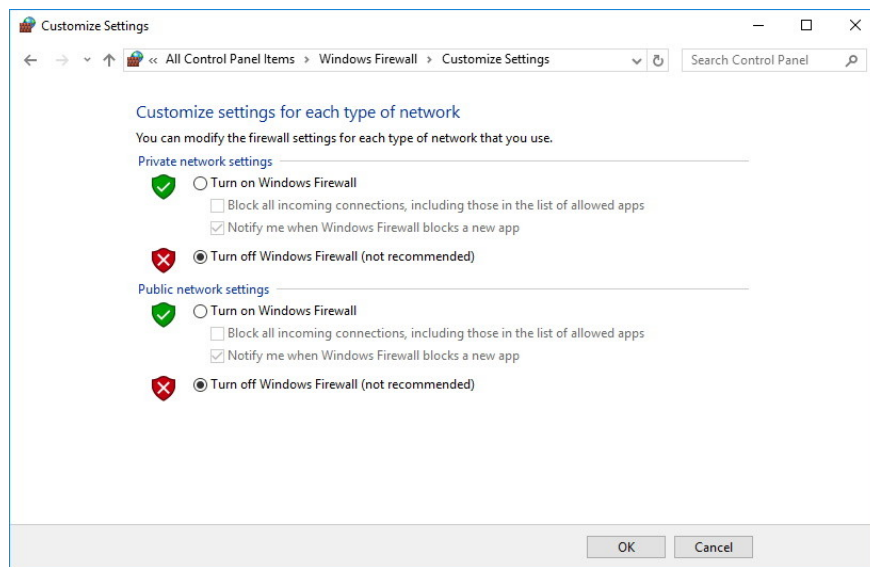 Customize Settings
« All Control Panel Items › Windows Firewall › Customize Settings
Search Control Panel
Customize settings for each type of network
You can modify the firewall settings for each type of network that you use.
Private network settings
Turn on Windows Firewall
Block all incoming connections, including those in the list of allowed apps
Notify me when Windows Firewall blocks a new app
Turn off Windows Firewall (not recommended)
Public network settings
Turn on Windows Firewall
Block all incoming connections, including those in the list of allowed apps
Notify me when Windows Firewall blocks a new app
Turn off Windows Firewall (not recommended)
OK
Cancel